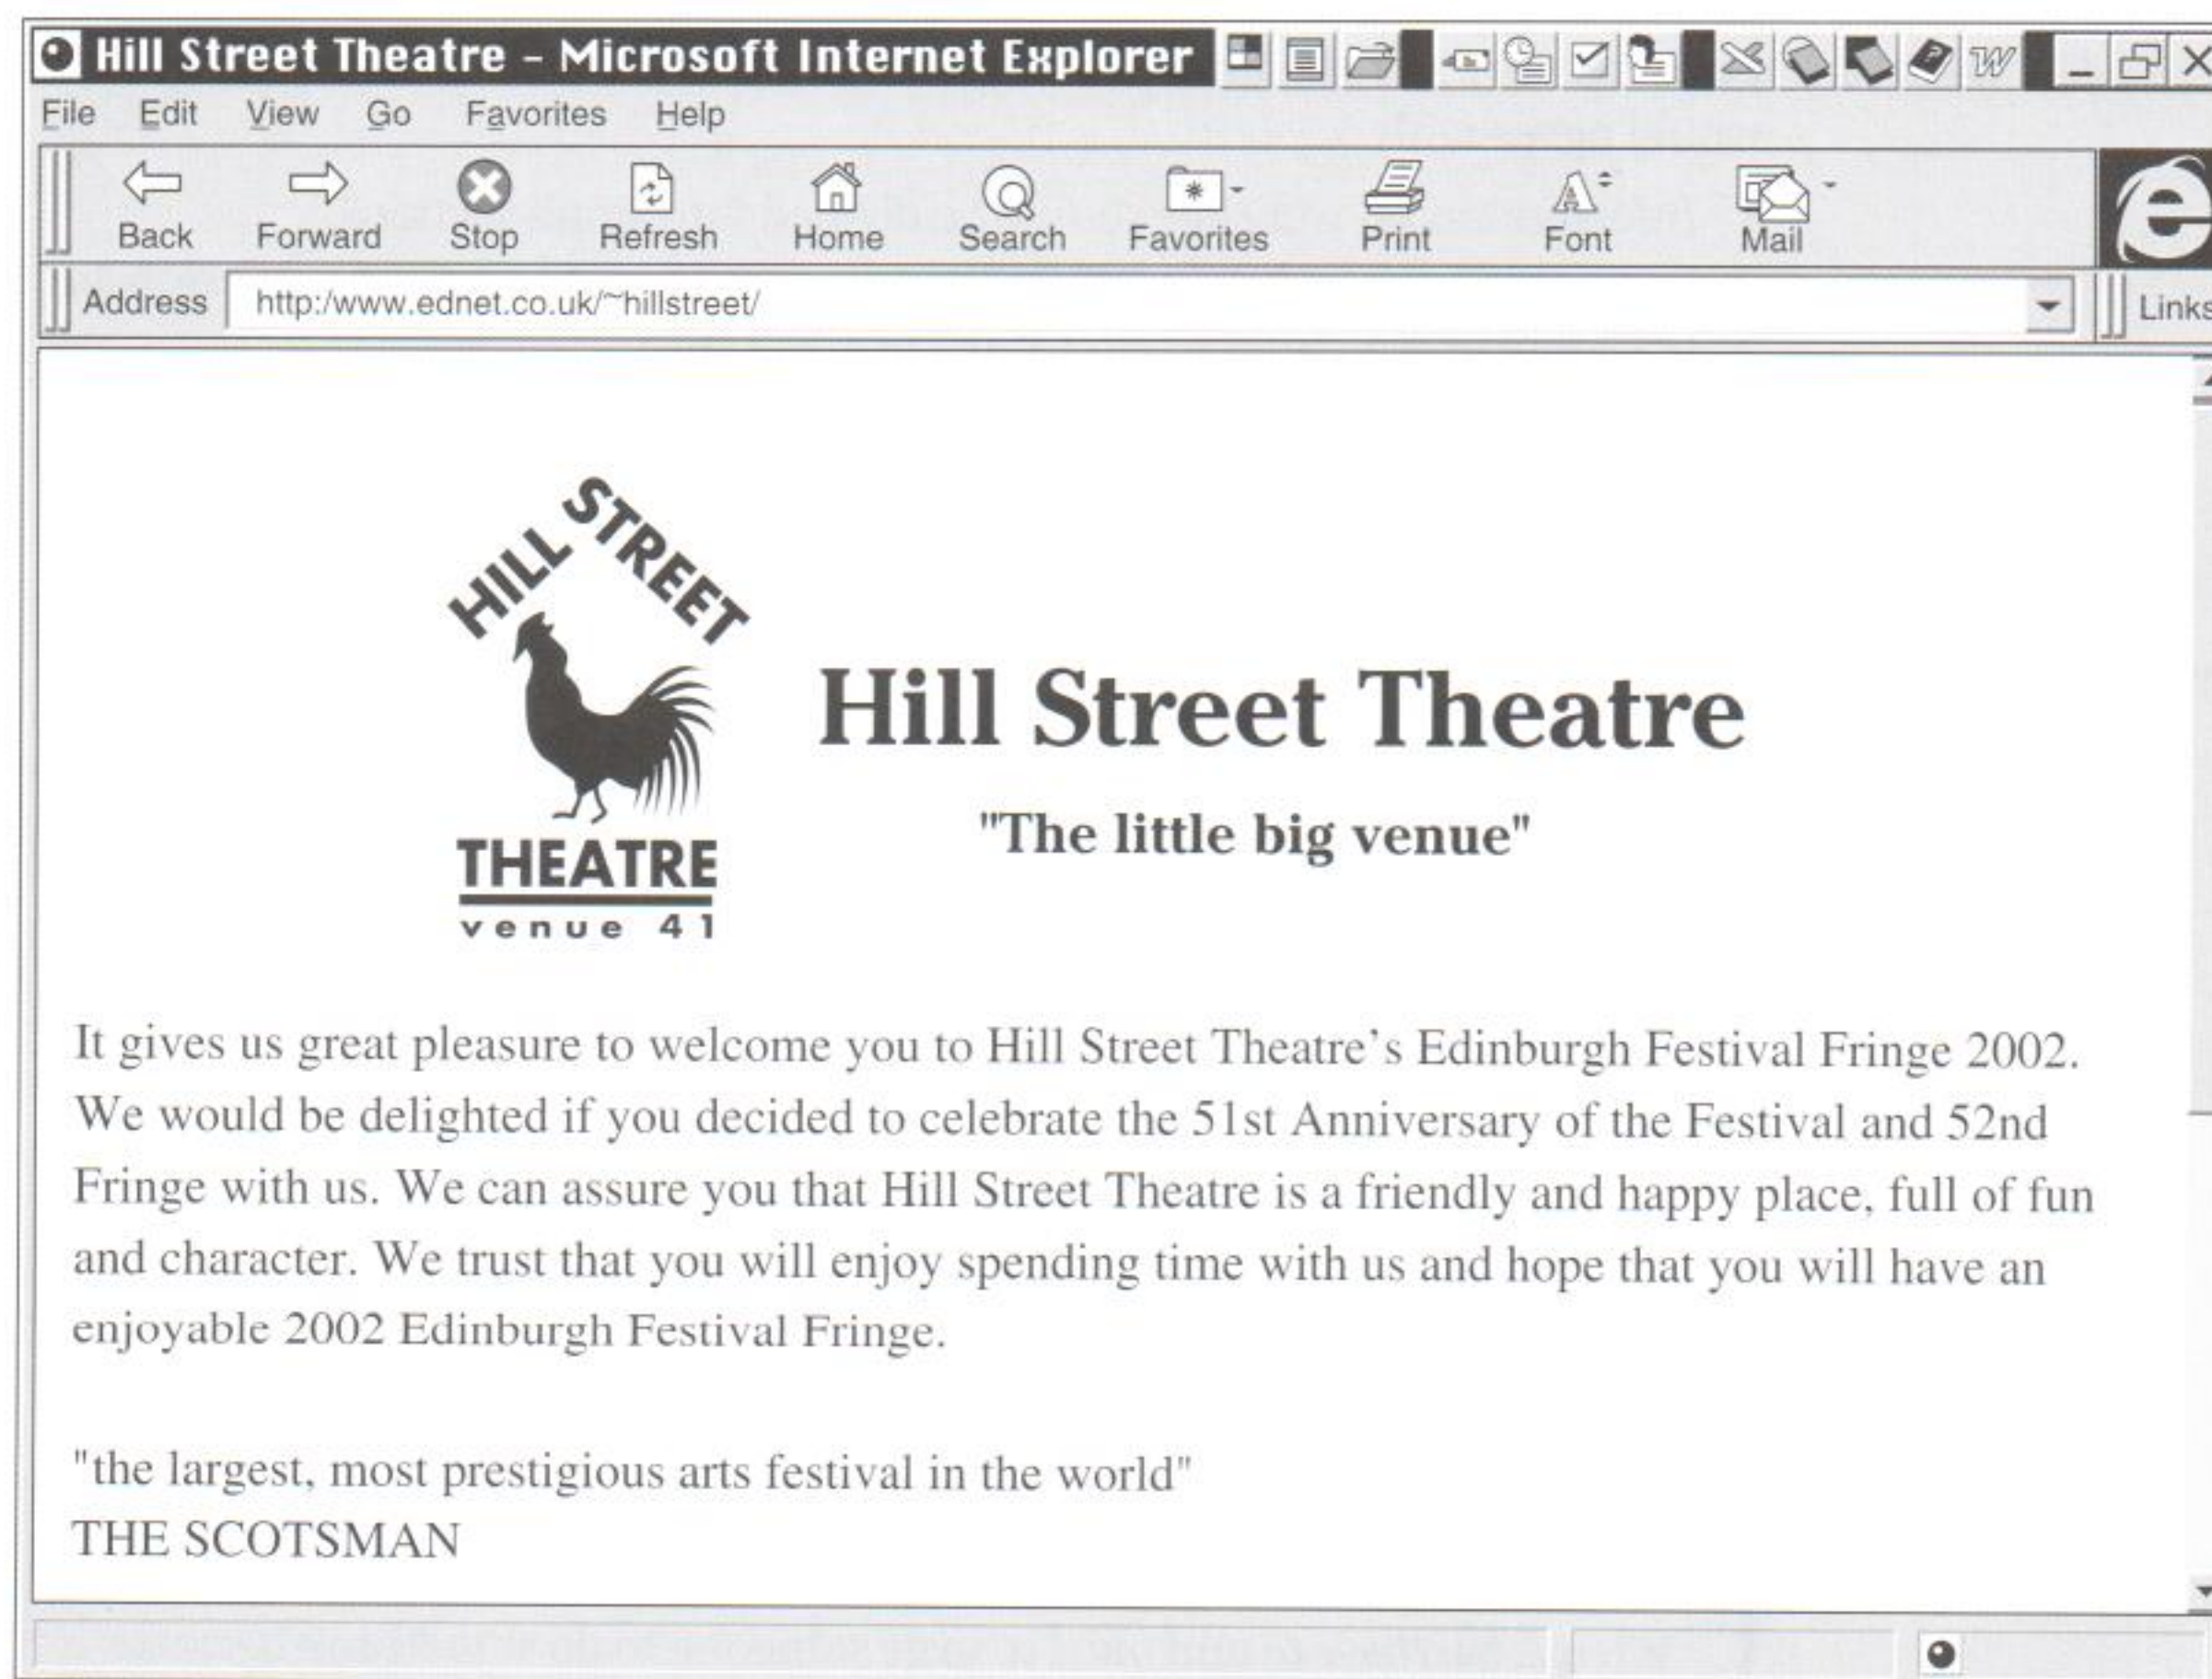 Hill Street Theatre - Microsoft Internet Explorer
File Edit View Go Favorites Help
Back Forward Stop Refresh Home Search Favorites Print Font Mail
Address http:/www.ednet.co.uk/~hillstreet/ Links
HILL STREET
THEATRE
venue 41
Hill Street Theatre
"The little big venue"
It gives us great pleasure to welcome you to Hill Street Theatre's Edinburgh Festival Fringe 2002.
We would be delighted if you decided to celebrate the 51st Anniversary of the Festival and 52nd
Fringe with us. We can assure you that Hill Street Theatre is a friendly and happy place, full of fun
and character. We trust that you will enjoy spending time with us and hope that you will have an
enjoyable 2002 Edinburgh Festival Fringe.
"the largest, most prestigious arts festival in the world"
THE SCOTSMAN